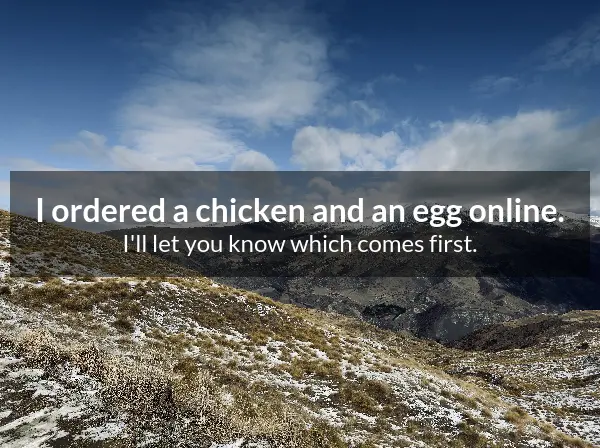 I ordered a chicken and an egg online.
I'll let you know which comes first.